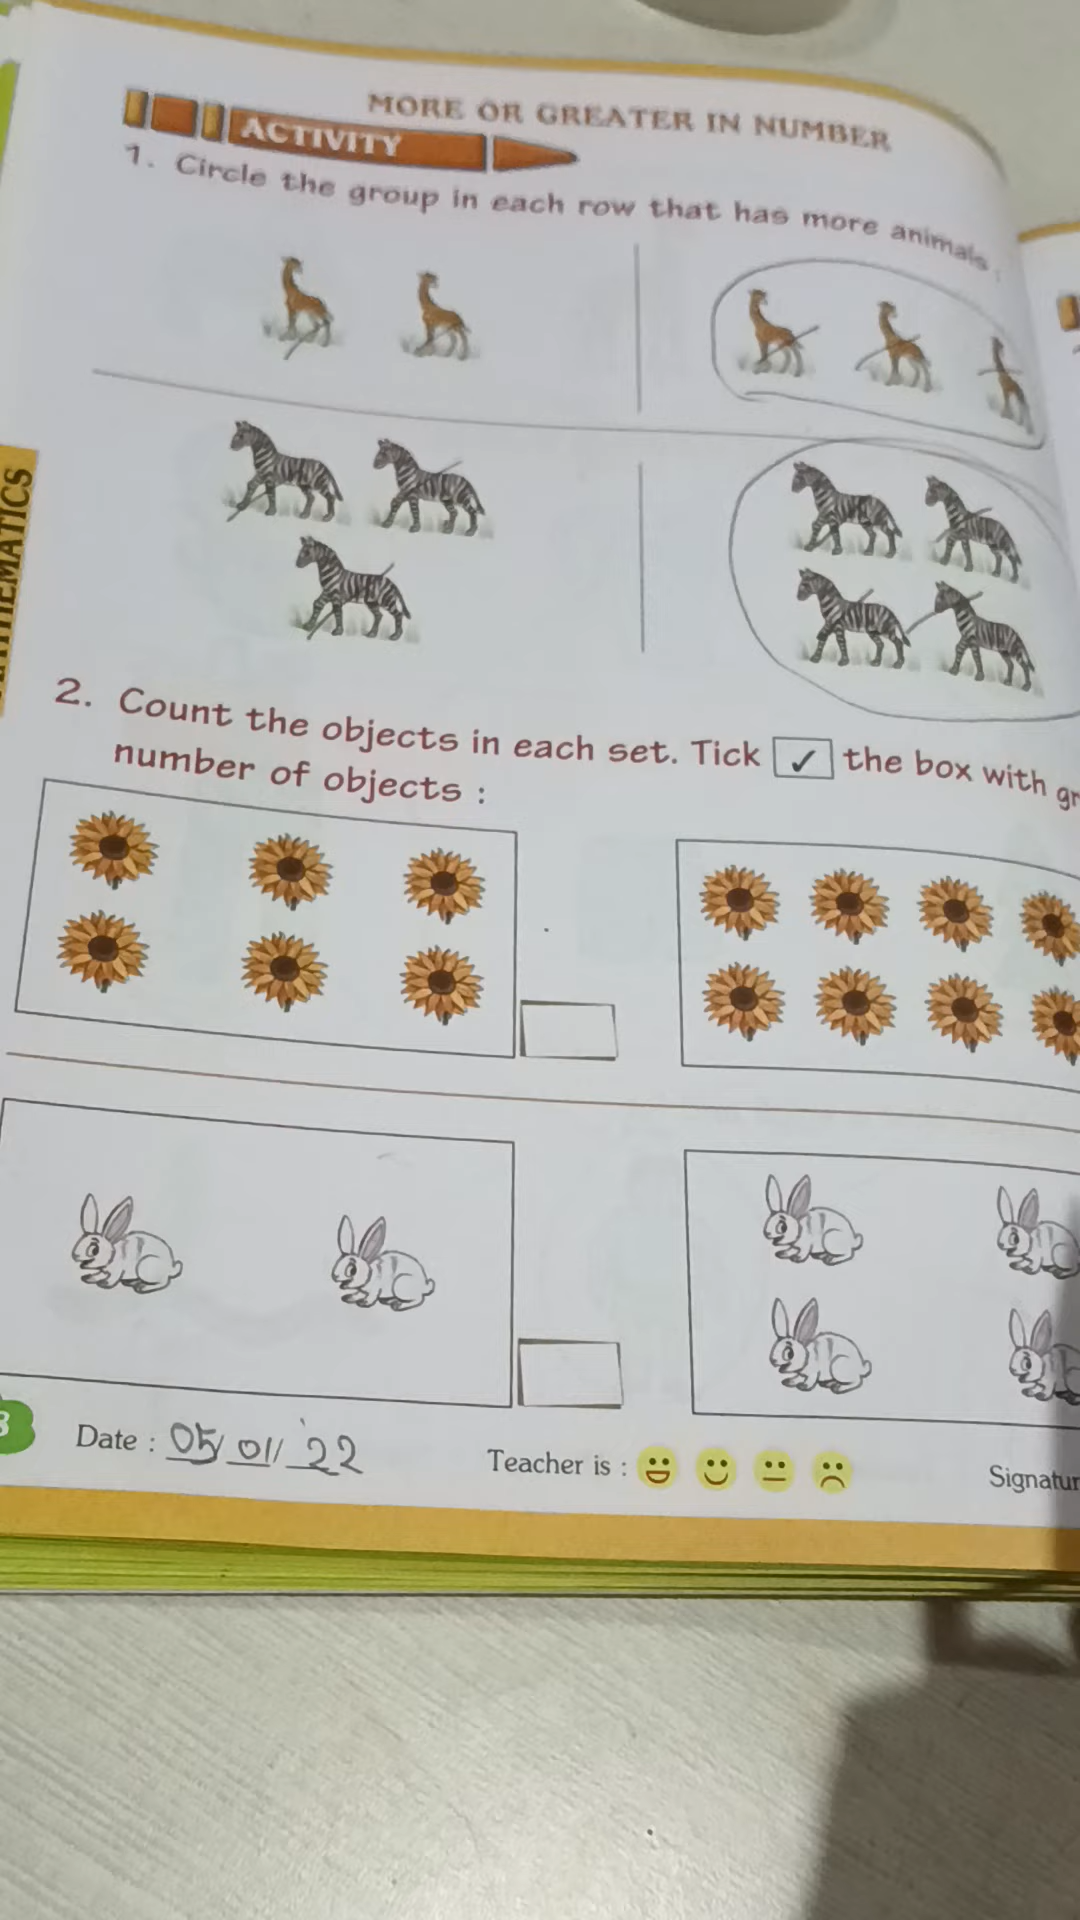 MORE OR GREATER IN NUMBER
ACTIVITY
1. Circle the group in each row that has more animals :
2. Count the objects in each set. Tick ✓ the box with
number of objects :
Date : 05/01/'22
Teacher is :